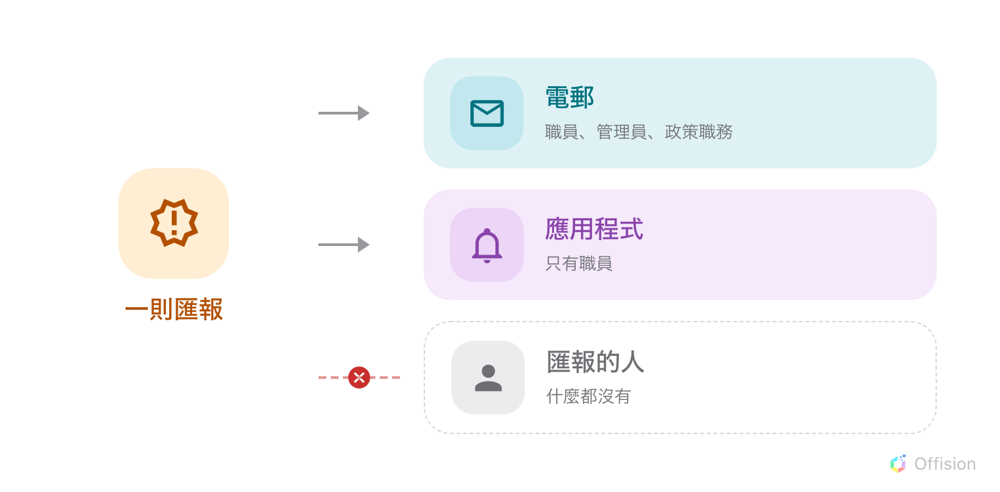 電郵
職員、管理員、政策職務
應用程式
只有職員
一則匯報
匯報的人
什麼都沒有
Offision